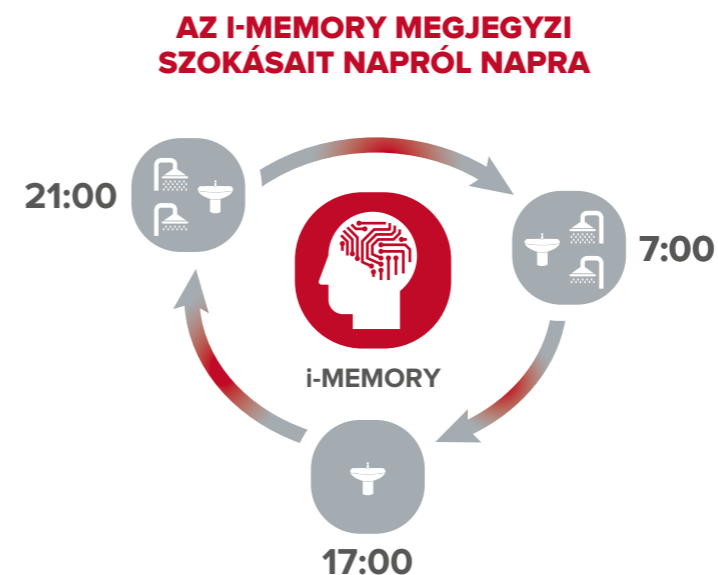 AZ I-MEMORY MEGJEGYZI
SZOKÁSAIT NAPRÓL NAPRA
21:00
7:00
i-MEMORY
17:00